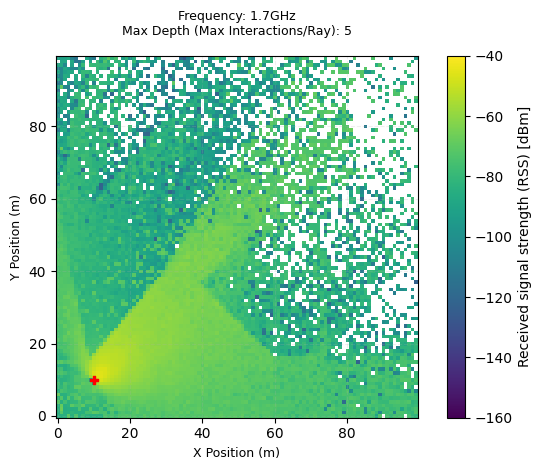 Frequency: 1.7GHz
Max Depth (Max Interactions/Ray): 5
80
60
40
20
0
Y Position (m)
0 20 40 60 80
X Position (m)
−40
−60
−80
−100
−120
−140
−160
Received signal strength (RSS) [dBm]